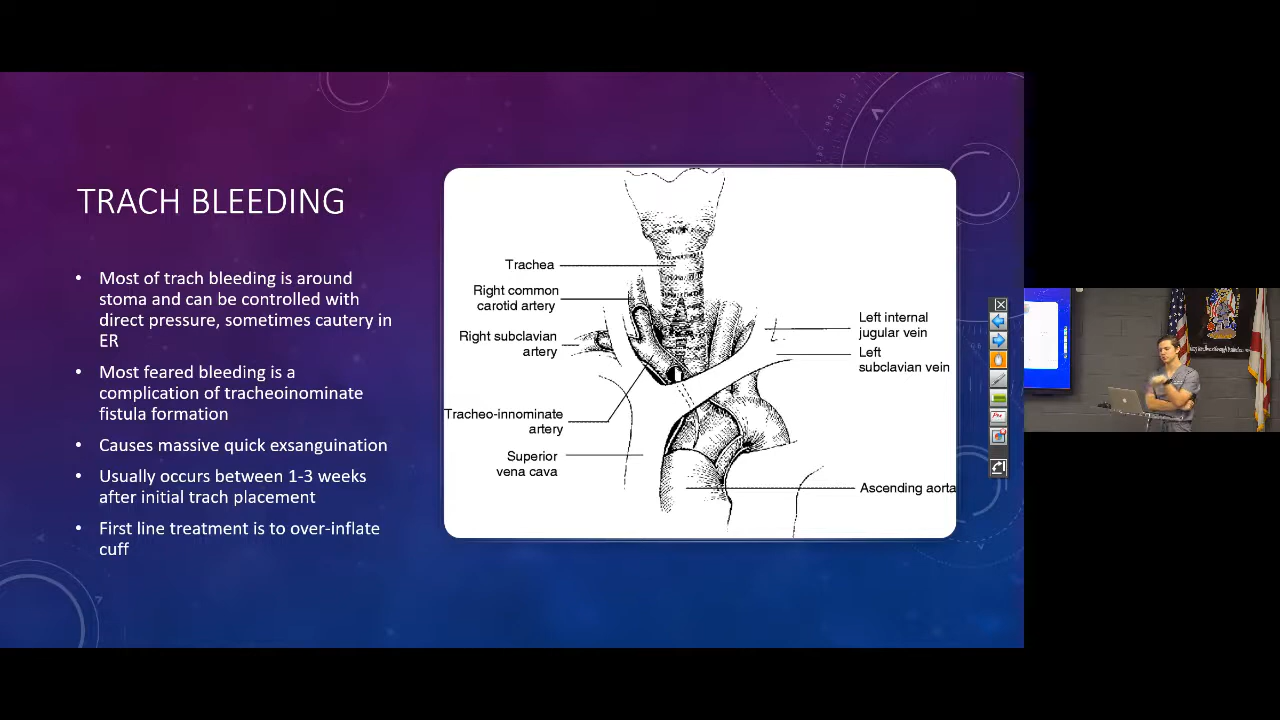 TRACH BLEEDING
• Most of trach bleeding is around
stoma and can be controlled with
direct pressure, sometimes cautery in
ER
• Most feared bleeding is a
complication of tracheoinominate
fistula formation
• Causes massive quick exsanguination
• Usually occurs between 1-3 weeks
after initial trach placement
• First line treatment is to over-inflate
cuff
Trachea
Right common
carotid artery
Right subclavian
artery
Tracheo-innominate
artery
Superior
vena cava
Left internal
jugular vein
Left
subclavian vein
Ascending aorta